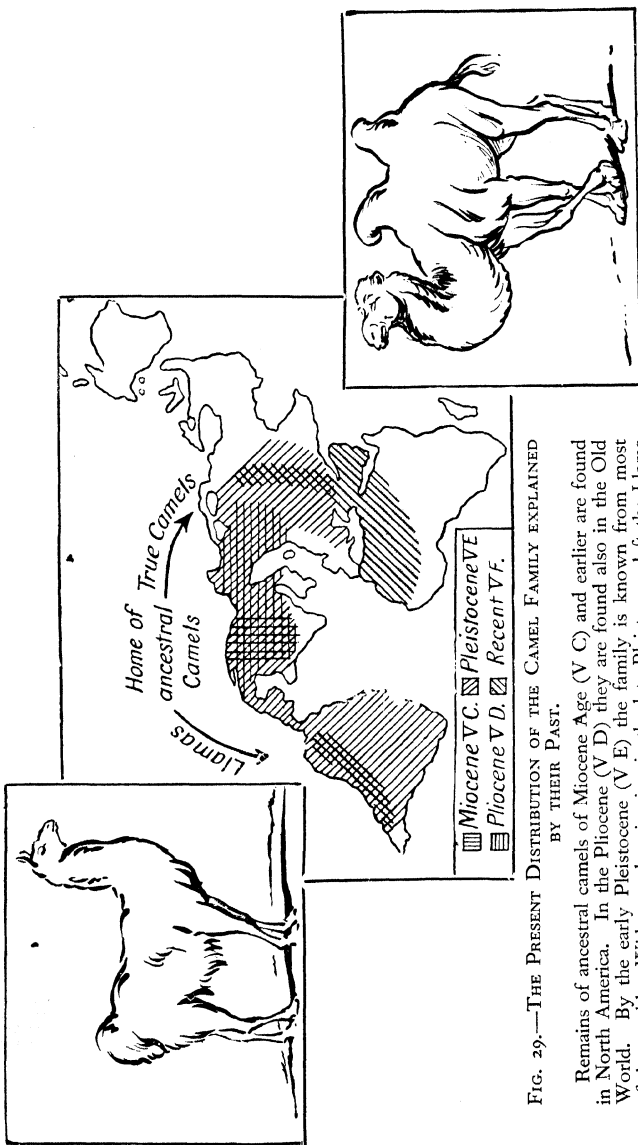 Home of
ancestral
Camels
True Camels
Llamas
Miocene V C.
Pleistocene V E
Pliocene V D.
Recent V F.
FIG. 29.—THE PRESENT DISTRIBUTION OF THE CAMEL FAMILY EXPLAINED
BY THEIR PAST.
Remains of ancestral camels of Miocene Age (V C) and earlier are found
in North America. In the Pliocene (V D) they are found also in the Old
World. By the early Pleistocene (V E) the family is known from most